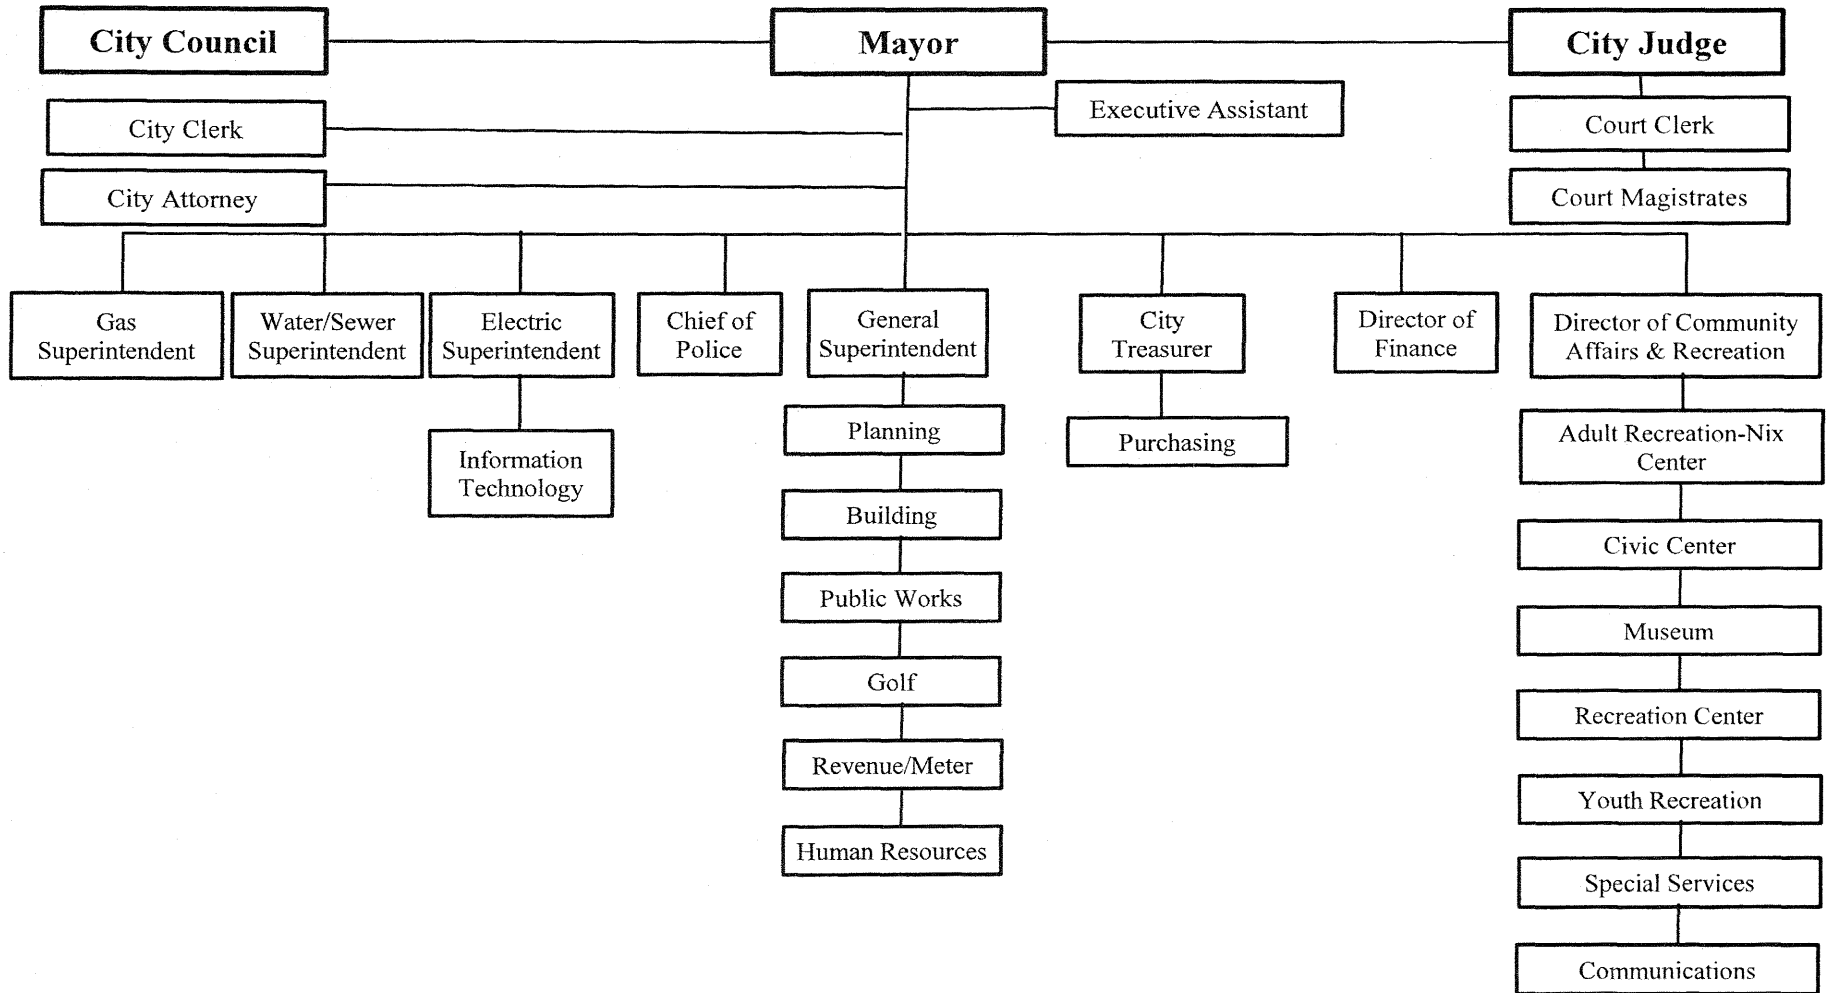 City Council
Mayor
City Judge
Executive Assistant
City Clerk
Court Clerk
City Attorney
Court Magistrates
Gas
Superintendent
Water/Sewer
Superintendent
Electric
Superintendent
Chief of
Police
General
Superintendent
City
Treasurer
Director of
Finance
Director of Community
Affairs & Recreation
Information
Technology
Planning
Building
Public Works
Golf
Revenue/Meter
Human Resources
Purchasing
Adult Recreation-Nix
Center
Civic Center
Museum
Recreation Center
Youth Recreation
Special Services
Communications